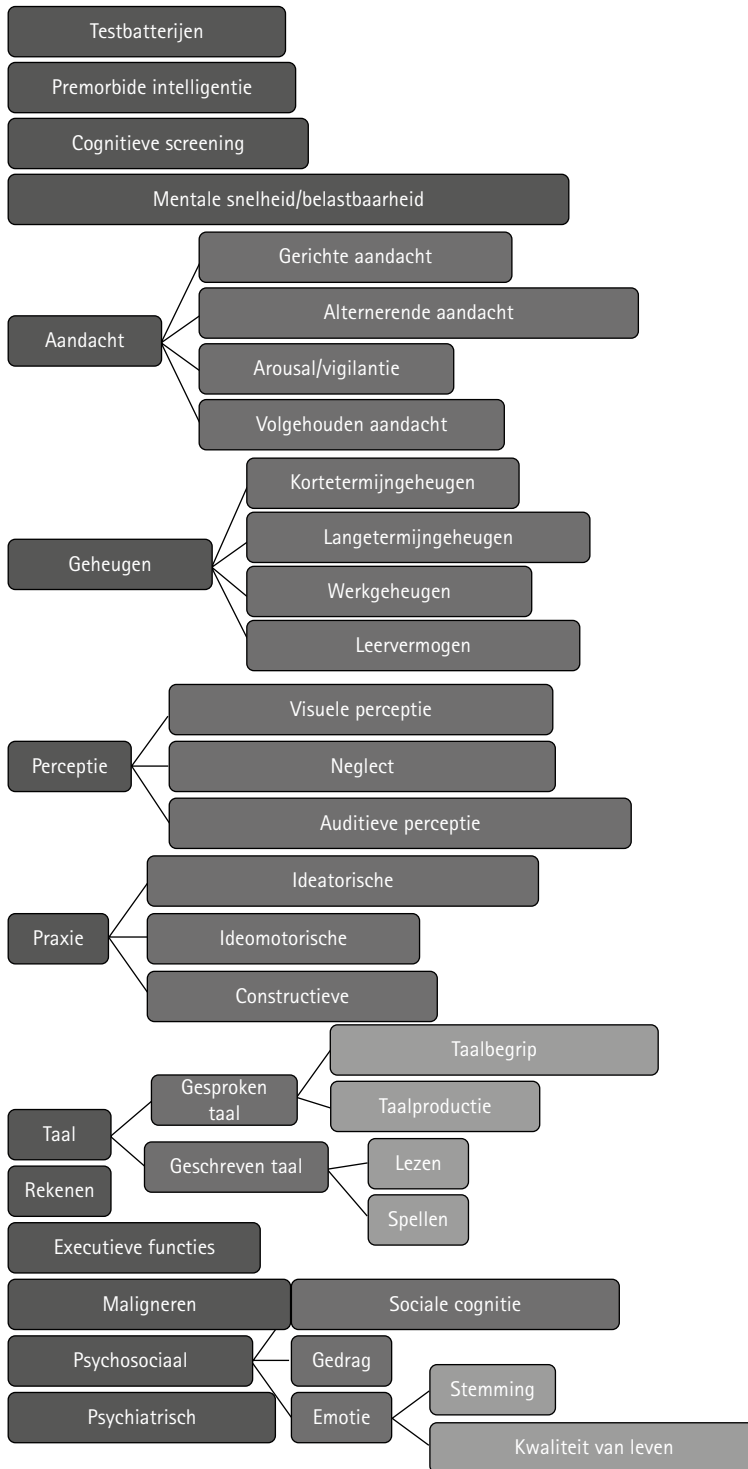 Testbatterijen
Premorbide intelligentie
Cognitieve screening
Mentale snelheid/belastbaarheid
Gerichte aandacht
Alternerende aandacht
Aandacht
Arousal/vigilantie
Volgehouden aandacht
Kortetermijngeheugen
Langetermijngeheugen
Geheugen
Werkgeheugen
Leervermogen
Visuele perceptie
Perceptie
Neglect
Auditieve perceptie
Ideatorische
Praxie
Ideomotorische
Constructieve
Taalbegrip
Gesproken
taal
Taalproductie
Taal
Geschreven taal
Lezen
Rekenen
Spellen
Executieve functies
Maligneren
Sociale cognitie
Psychosociaal
Gedrag
Stemming
Psychiatrisch
Emotie
Kwaliteit van leven